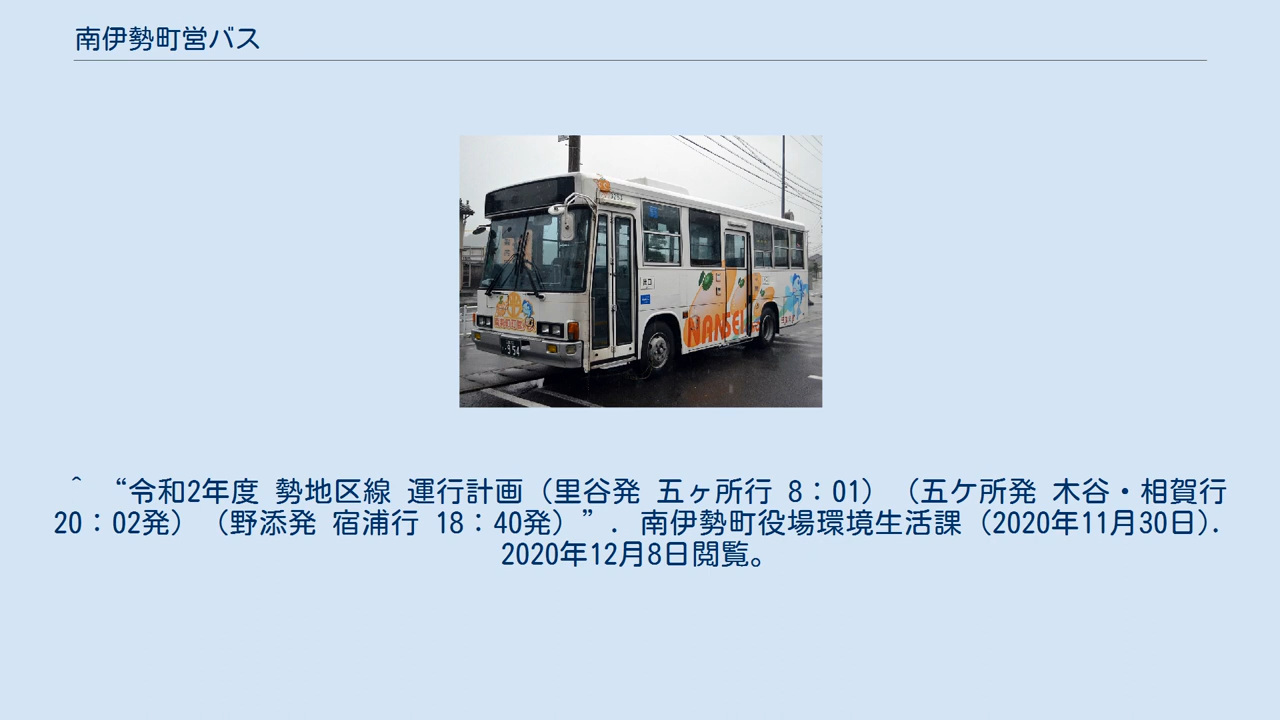 南伊勢町営バス
NANSEI
554
^ “令和2年度 勢地区線 運行計画（里谷発 五ヶ所行 8：01）（五ケ所発 木谷・相賀行
20：02発）（野添発 宿浦行 18：40発）”. 南伊勢町役場環境生活課 (2020年11月30日).
2020年12月8日閲覧。